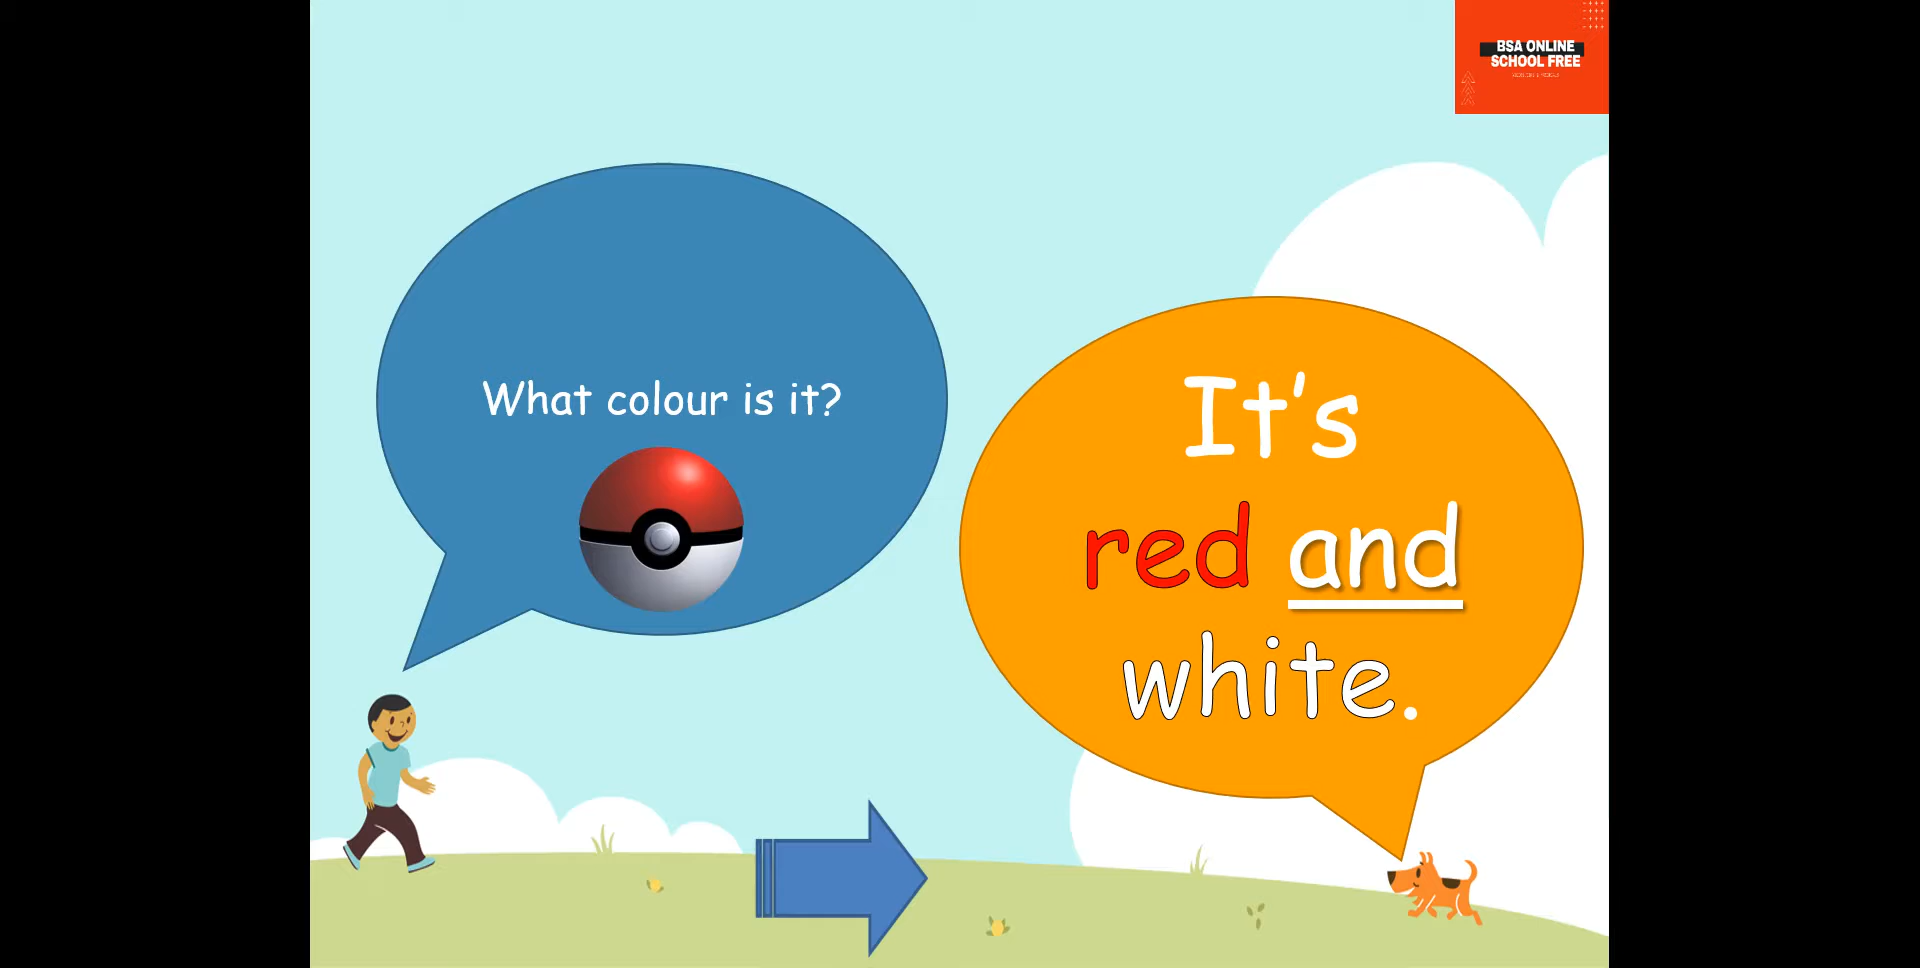 BSA ONLINE
SCHOOL FREE
What colour is it?
It's
red and
white.